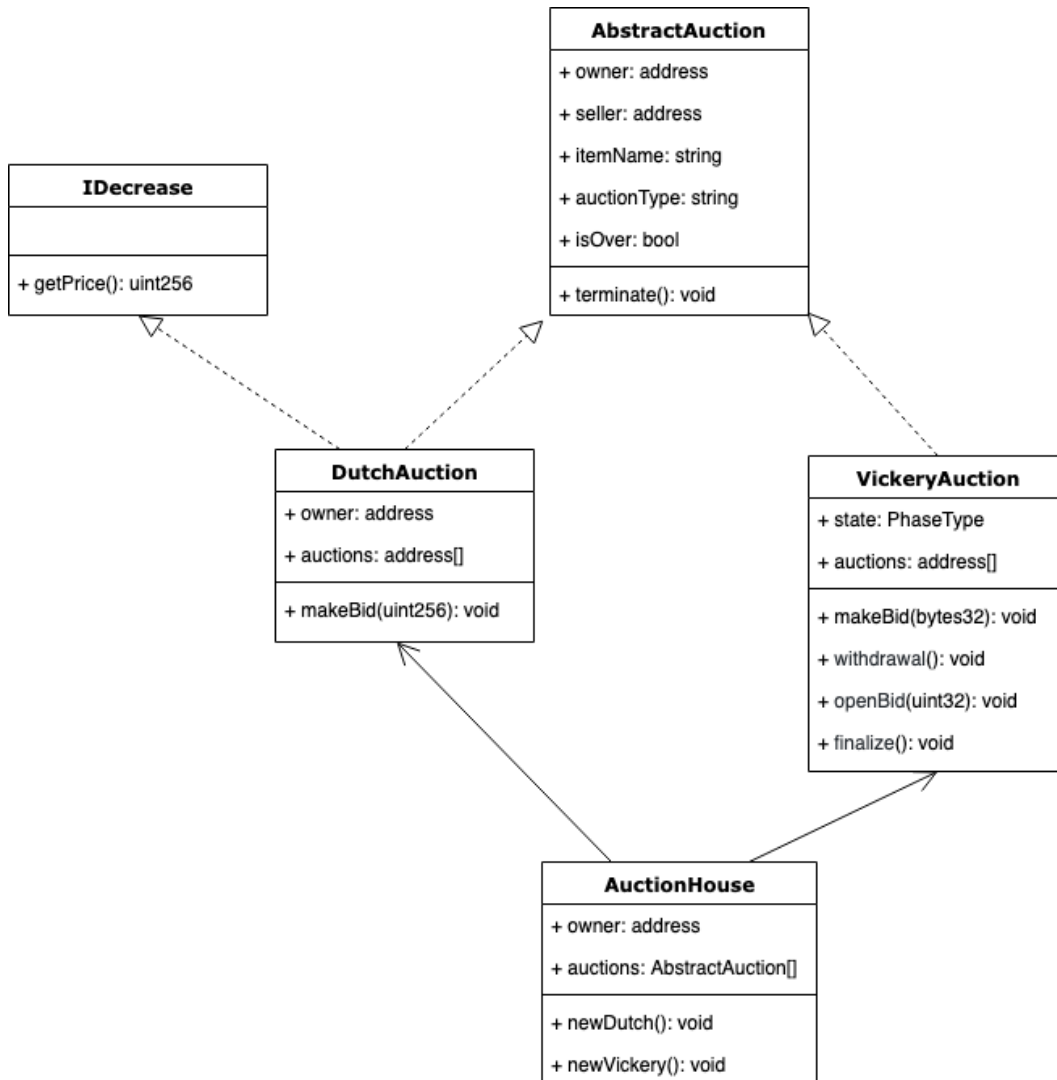 AbstractAuction
+ owner: address
+ seller: address
+ itemName: string
+ auctionType: string
+ isOver: bool
+ terminate(): void
IDecrease
+ getPrice(): uint256
DutchAuction
+ owner: address
+ auctions: address[]
+ makeBid(uint256): void
VickeryAuction
+ state: PhaseType
+ auctions: address[]
+ makeBid(bytes32): void
+ withdrawal(): void
+ openBid(uint32): void
+ finalize(): void
AuctionHouse
+ owner: address
+ auctions: AbstractAuction[]
+ newDutch(): void
+ newVickery(): void